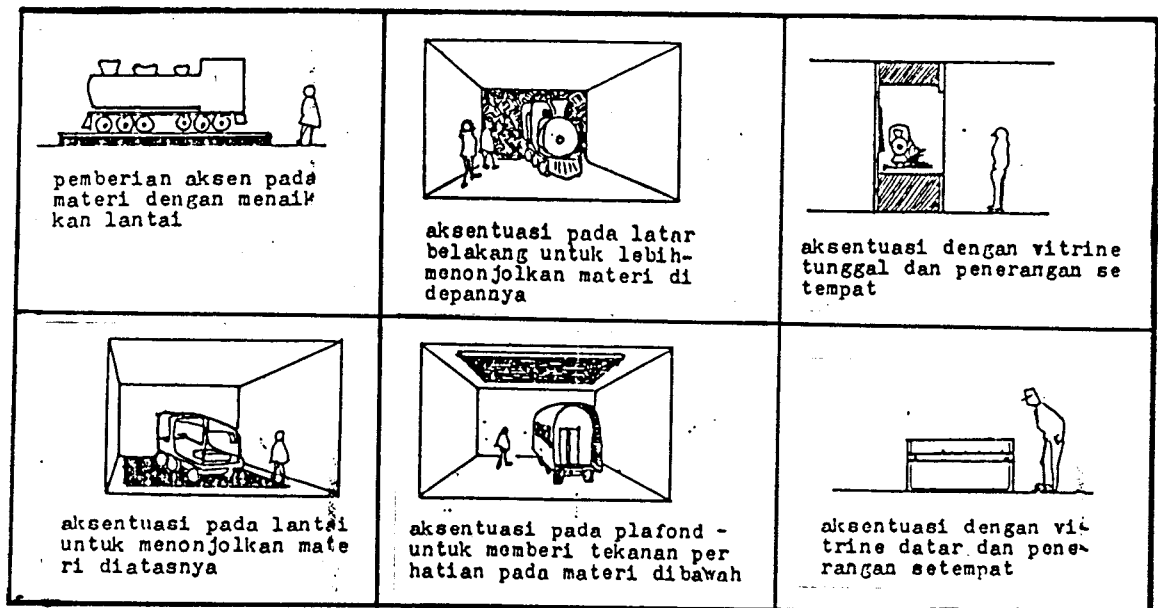 pemberian aksen pada
materi dengan menaik
kan lantai
aksentuasi pada latar
belakang untuk lebih-
menonjolkan materi di
depannya
aksentuasi dengan vitrine
tunggal dan penerangan se
tempat
aksentuasi pada lantai
untuk menonjolkan mate
ri diatasnya
aksentuasi pada plafond -
untuk memberi tekanan per
hatian pada materi dibawah
aksentuasi dengan vi-
trine datar dan pene-
rangan setempat